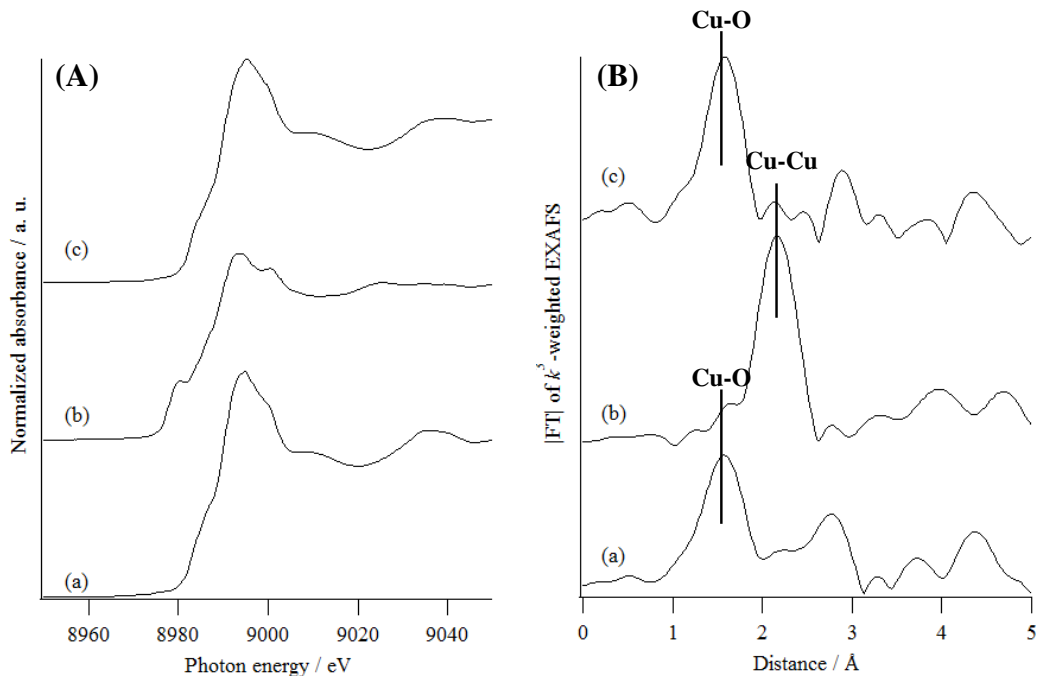 (A)
(c)
(b)
(a)
Normalized absorbance / a. u.
8960 8980 9000 9020 9040
Photon energy / eV
(B)
Cu-O
Cu-Cu
(c)
Cu-O
(b)
(a)
|FT| of k⁵-weighted EXAFS
0 1 2 3 4 5
Distance / Å